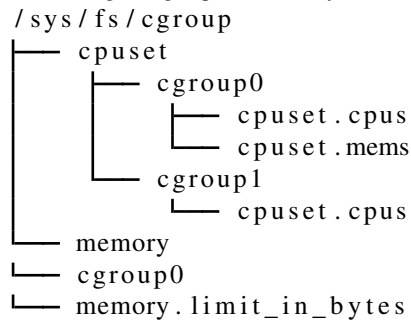 /sys/fs/cgroup
cpuset
cgroup0
cpuset.cpus
cpuset.mems
cgroup1
cpuset.cpus
memory
cgroup0
memory.limit_in_bytes